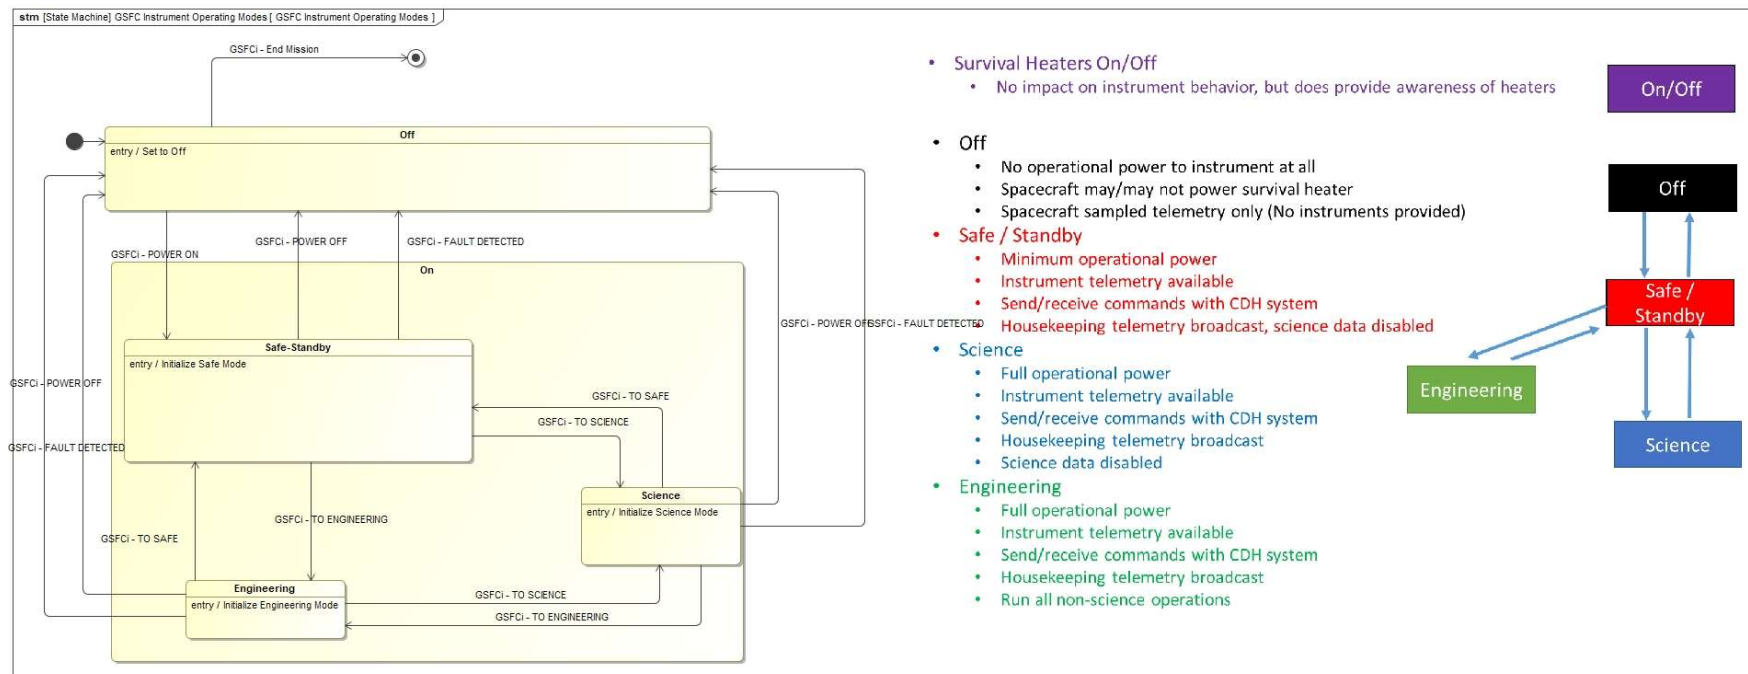 stm [State Machine] GSFC Instrument Operating Modes [ GSFC Instrument Operating Modes ]
GSFCi - End Mission
Off
entry / Set to Off
GSFCi - POWER ON
GSFCi - POWER OFF
GSFCi - FAULT DETECTED
On
Safe-Standby
entry / Initialize Safe Mode
GSFCi - POWER OFF
GSFCi - FAULT DETECTED
GSFCi - POWER OFF
GSFCi - FAULT DETECTED
GSFCi - TO SAFE
GSFCi - TO SCIENCE
Science
entry / Initialize Science Mode
GSFCi - TO ENGINEERING
GSFCi - TO SAFE
Engineering
entry / Initialize Engineering Mode
GSFCi - TO SCIENCE
GSFCi - TO ENGINEERING
• Survival Heaters On/Off
• No impact on instrument behavior, but does provide awareness of heaters
• Off
• No operational power to instrument at all
• Spacecraft may/may not power survival heater
• Spacecraft sampled telemetry only (No instruments provided)
• Safe / Standby
• Minimum operational power
• Instrument telemetry available
• Send/receive commands with CDH system
• Housekeeping telemetry broadcast, science data disabled
• Science
• Full operational power
• Instrument telemetry available
• Send/receive commands with CDH system
• Housekeeping telemetry broadcast
• Science data disabled
• Engineering
• Full operational power
• Instrument telemetry available
• Send/receive commands with CDH system
• Housekeeping telemetry broadcast
• Run all non-science operations
On/Off
Off
Safe /
Standby
Engineering
Science